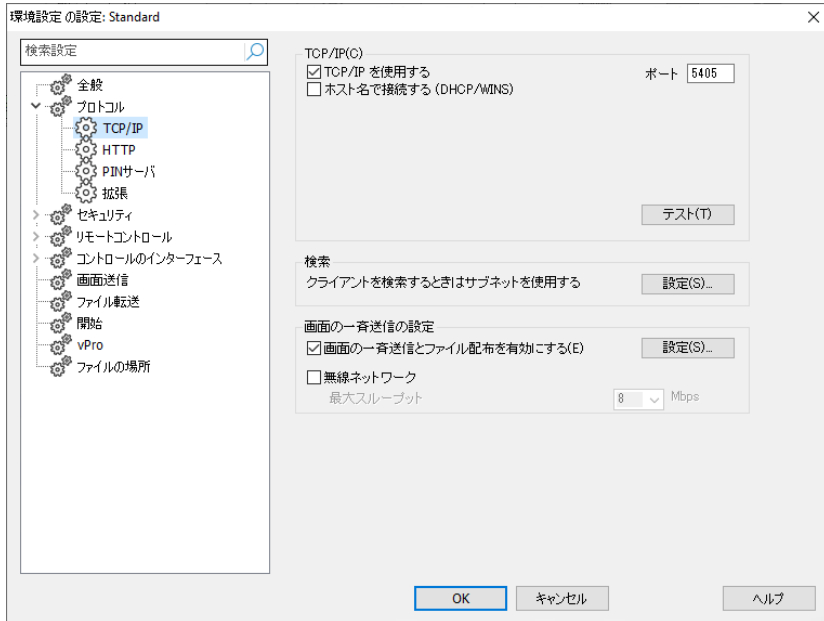 環境設定 の設定: Standard
検索設定
全般
プロトコル
TCP/IP
HTTP
PINサーバ
拡張
セキュリティ
リモートコントロール
コントロールのインターフェース
画面送信
ファイル転送
開始
vPro
ファイルの場所
TCP/IP(C)
TCP/IP を使用する
ポート 5405
ホスト名で接続する (DHCP/WINS)
テスト(T)
検索
クライアントを検索するときはサブネットを使用する
設定(S)...
画面の一斉送信の設定
画面の一斉送信とファイル配布を有効にする(E)
設定(S)...
無線ネットワーク
最大スループット
8 Mbps
OK
キャンセル
ヘルプ